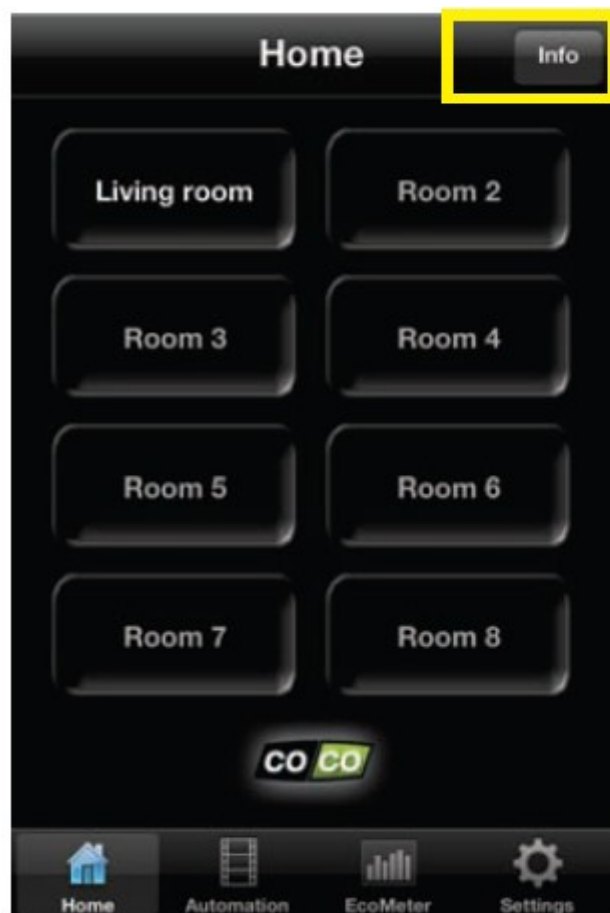 Home Info
Living room Room 2
Room 3 Room 4
Room 5 Room 6
Room 7 Room 8
CO CO
Home Automation EcoMeter Settings